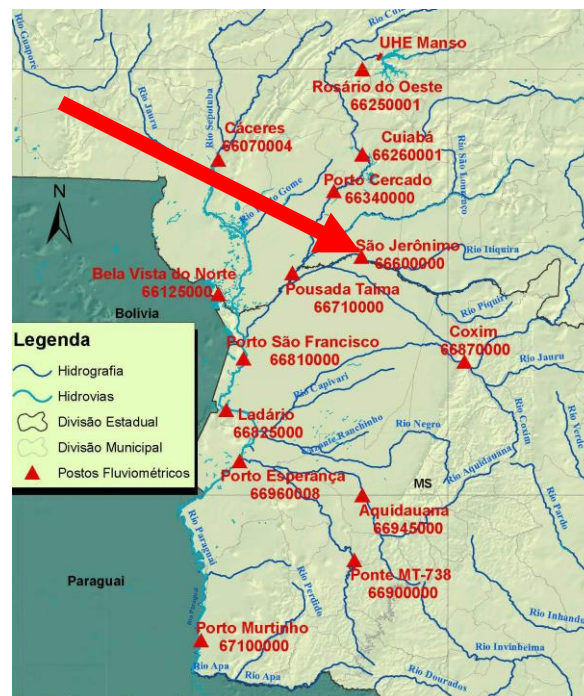 Rio Cui
UHE Manso
Rio Guaporé
Rosário do Oeste
66250001
Rio Jauru
Rio Sepotuba
Cáceres
66070004
Cuiabá
66260001
Rio São Lourenço
Porto Cercado
66340000
Gome
N
São Jerônimo
66600000
Rio Itiquira
Bela Vista do Norte
66125000
Pousada Taima
66710000
Rio Piquiri
Bolivia
Legenda
Hidrografia
Hidrovias
Divisão Estadual
Divisão Municipal
Postos Fluviométricos
Porto São Francisco
66810000
Coxim
66870000
Rio Jauru
Rio Capivari
Ladário
66825000
Rio Coxim
Rio Verde
Ranchinho
Rio Negro
Rio Aquidauana
Porto Esperança
66960008
MS
Rio Pardo
Aquidauana
66945000
Rio Paraguai
Ponte MT-738
66900000
Paraguai
Rio Perdido
Rio Inhandu
Porto Murtinho
67100000
Rio Invinheima
Rio Apa
Rio Apa
Rio Dourados